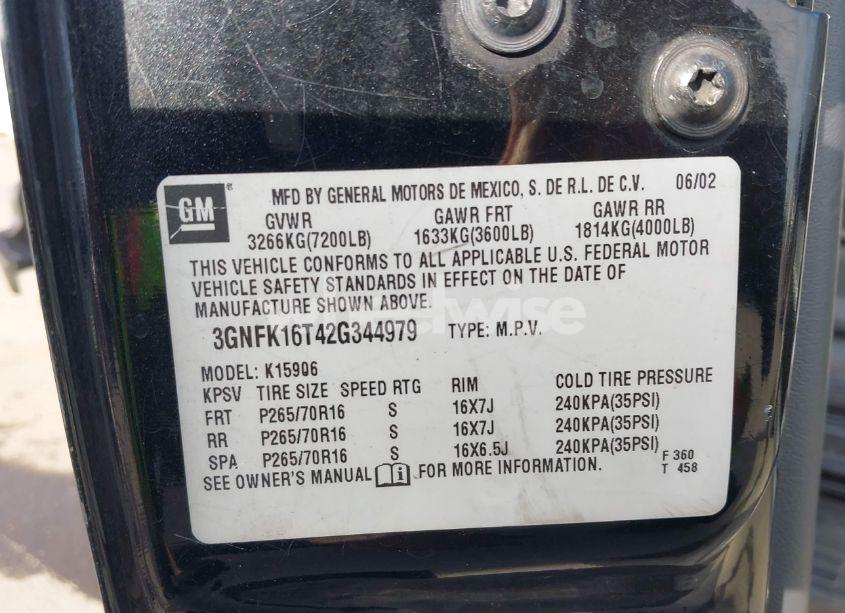 GM
MFD BY GENERAL MOTORS DE MEXICO, S. DE R.L. DE C.V. 06/02
GVWR GAWR FRT GAWR RR
3266KG(7200LB) 1633KG(3600LB) 1814KG(4000LB)
THIS VEHICLE CONFORMS TO ALL APPLICABLE U.S. FEDERAL MOTOR
VEHICLE SAFETY STANDARDS IN EFFECT ON THE DATE OF
MANUFACTURE SHOWN ABOVE.
3GNFK16T42G344979 TYPE: M.P.V.
MODEL: K15906
KPSV TIRE SIZE SPEED RTG RIM COLD TIRE PRESSURE
FRT P265/70R16 S 16X7J 240KPA(35PSI)
RR P265/70R16 S 16X7J 240KPA(35PSI)
SPA P265/70R16 S 16X6.5J 240KPA(35PSI)
SEE OWNER'S MANUAL FOR MORE INFORMATION.
F 360
T 458